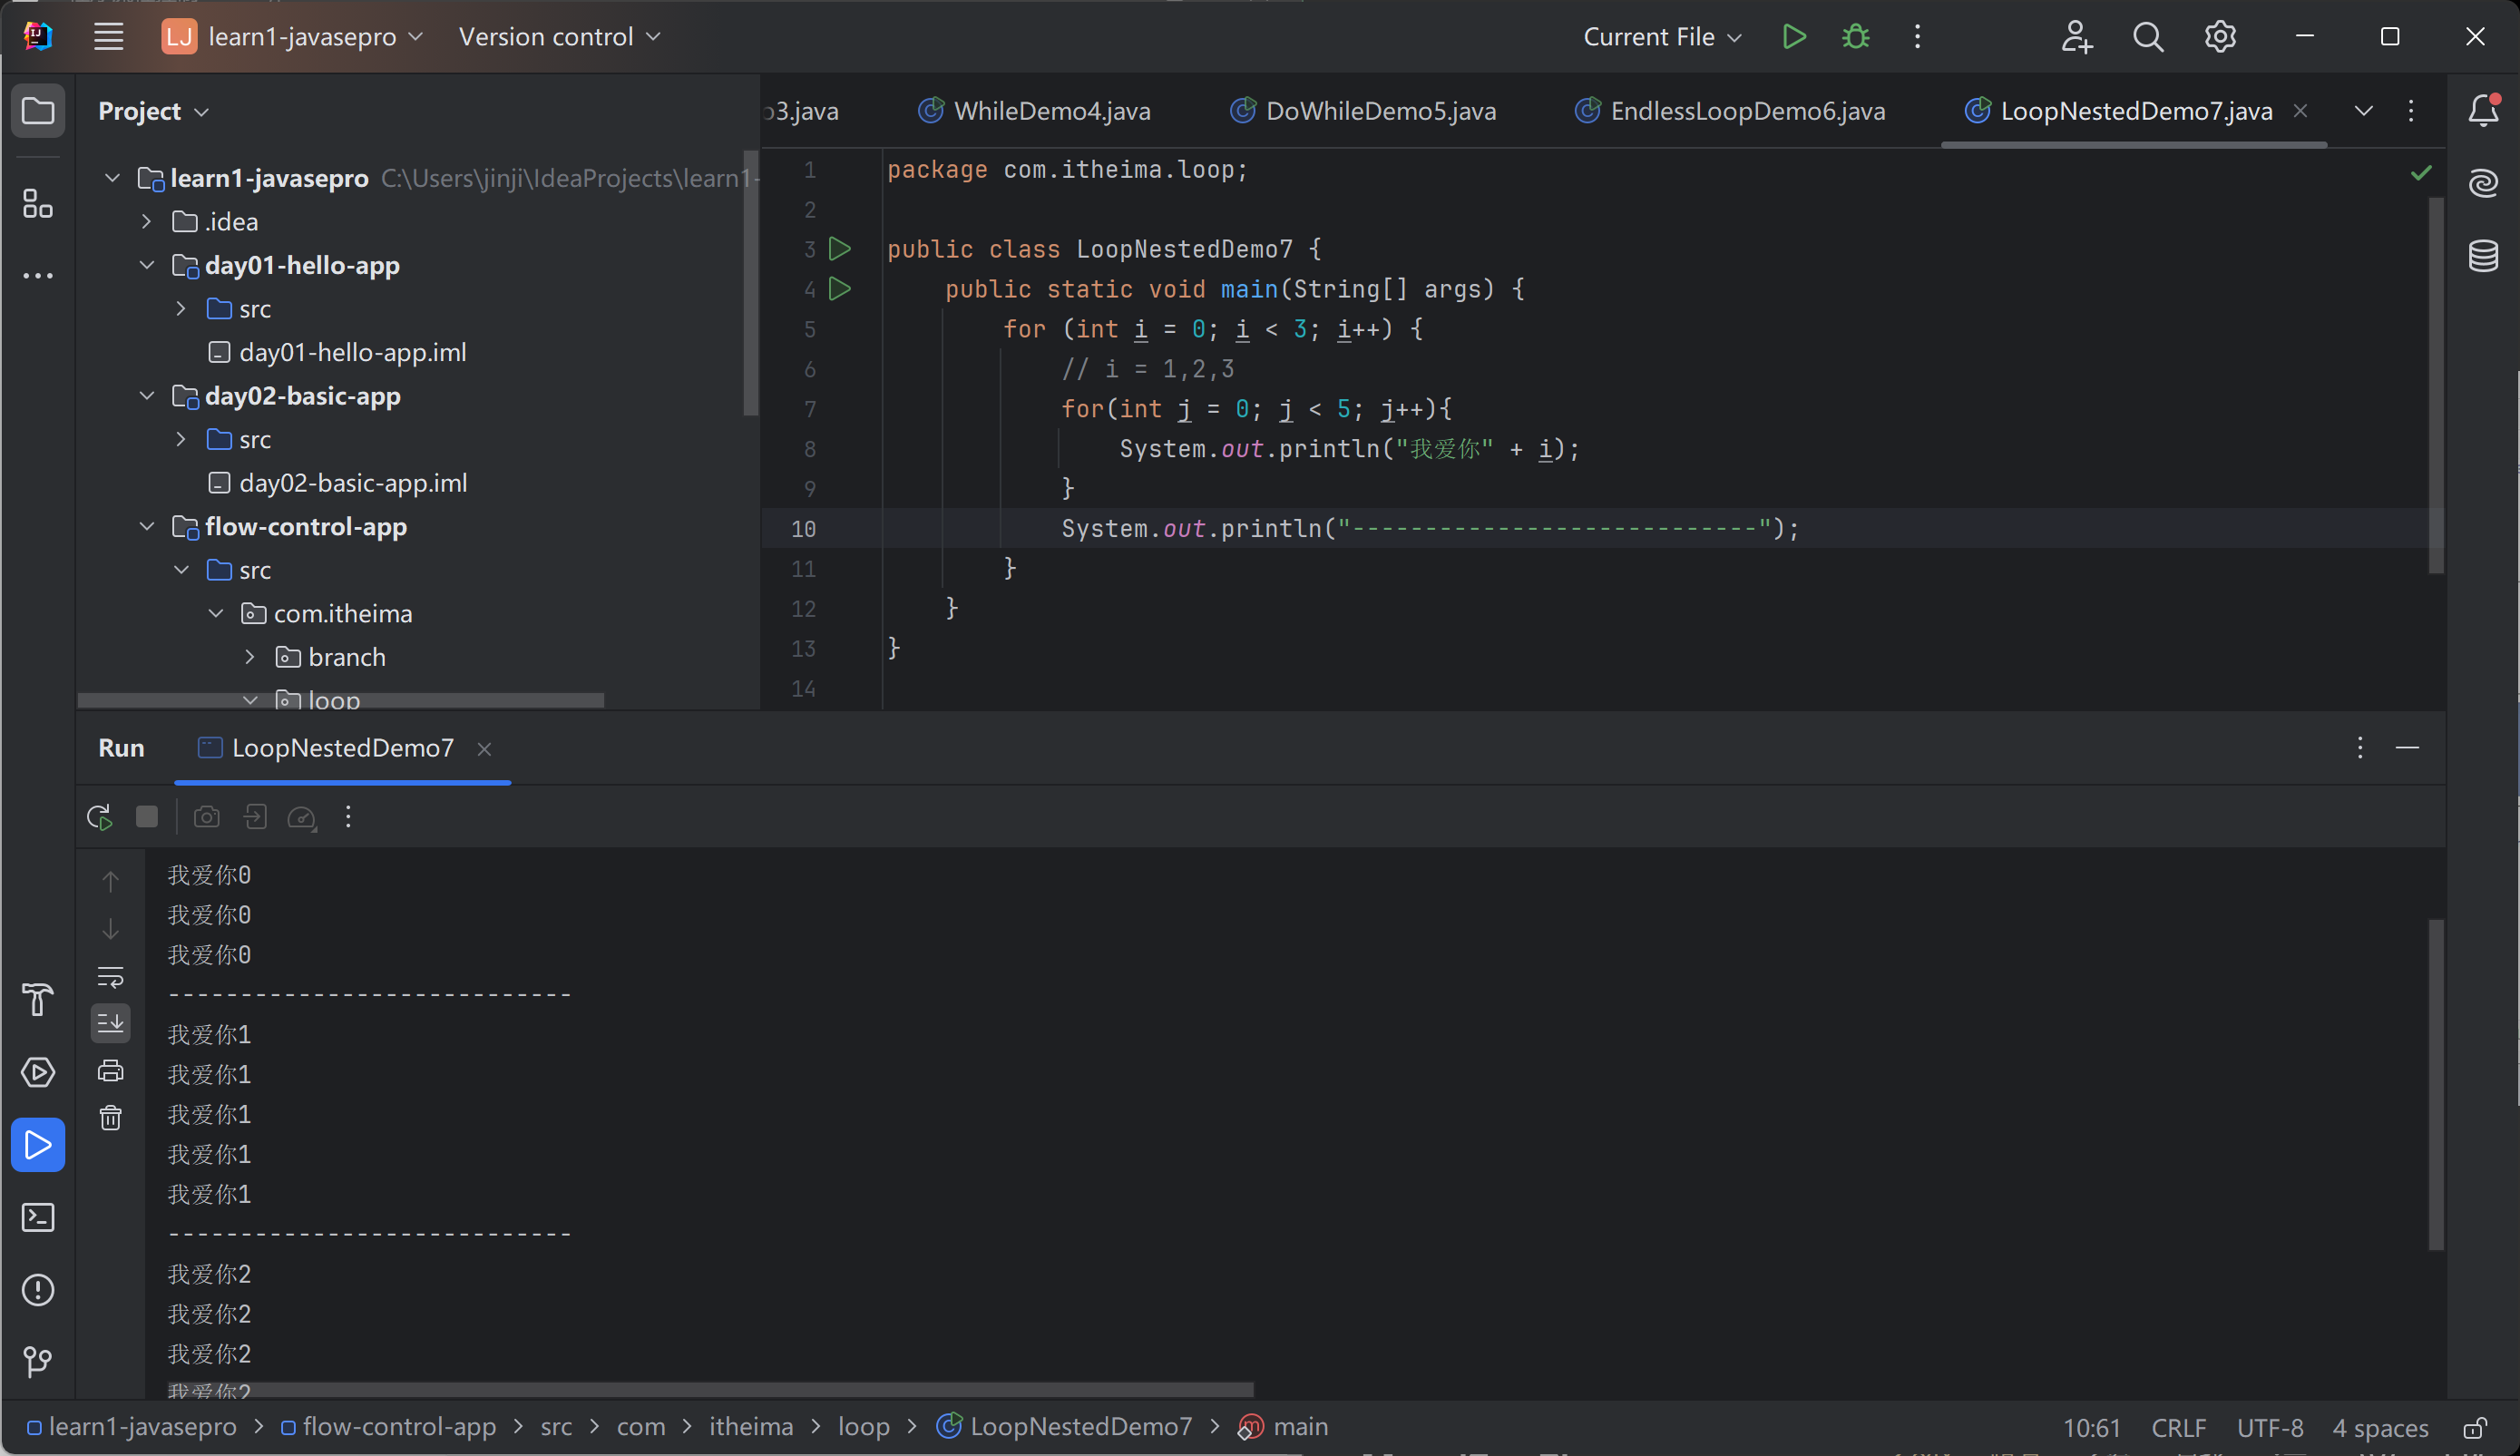 LJ learn1-javasepro Version control Current File
Project
o3.java WhileDemo4.java DoWhileDemo5.java EndlessLoopDemo6.java LoopNestedDemo7.java
learn1-javasepro C:\Users\jinji\IdeaProjects\learn1-
.idea
day01-hello-app
src
day01-hello-app.iml
day02-basic-app
src
day02-basic-app.iml
flow-control-app
src
com.itheima
branch
loop
1 package com.itheima.loop;
2
3 public class LoopNestedDemo7 {
4 public static void main(String[] args) {
5 for (int i = 0; i < 3; i++) {
6 // i = 1,2,3
7 for(int j = 0; j < 5; j++){
8 System.out.println("我爱你" + i);
9 }
10 System.out.println("----------------------------");
11 }
12 }
13 }
14
Run LoopNestedDemo7
我爱你0
我爱你0
我爱你0
----------------------------
我爱你1
我爱你1
我爱你1
我爱你1
我爱你1
----------------------------
我爱你2
我爱你2
我爱你2
我爱你2
learn1-javasepro > flow-control-app > src > com > itheima > loop > LoopNestedDemo7 > main 10:61 CRLF UTF-8 4 spaces